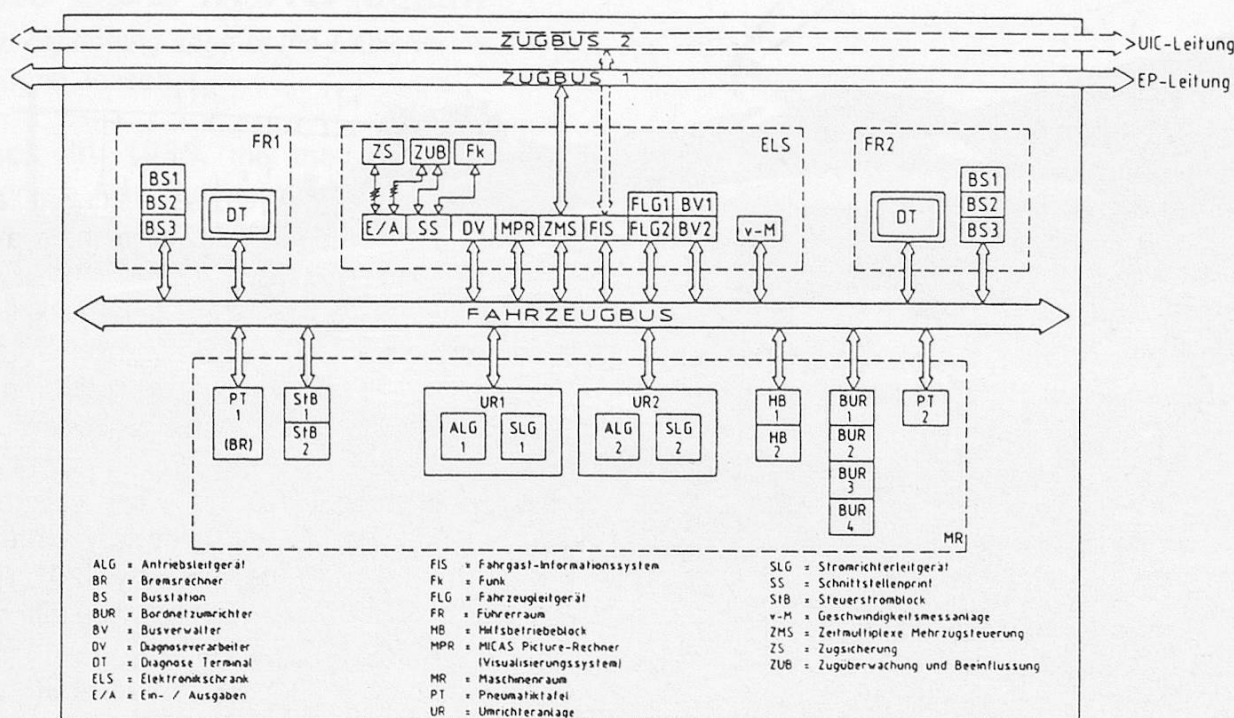 ZUGBUS 2
UIC-Leitung
ZUGBUS 1
EP-Leitung
FR1
BS1
BS2
BS3
DT
ELS
ZS ZUB Fk
FLG1 BV1
E/A SS DV MPR ZMS FIS FLG2 BV2
v-M
FR2
DT
BS1
BS2
BS3
FAHRZEUGBUS
PT
1
(BR)
StB
1
StB
2
UR1
ALG
1
SLG
1
UR2
ALG
2
SLG
2
HB
1
HB
2
BUR
1
BUR
2
BUR
3
BUR
4
PT
2
MR
ALG = Antriebsleitgerät
BR = Bremsrechner
BS = Busstation
BUR = Bordnetzumrichter
BV = Busverwalter
DV = Diagnoseverarbeiter
DT = Diagnose Terminal
ELS = Elektronikschrank
E/A = Ein- / Ausgaben
FIS = Fahrgast-Informationssystem
Fk = Funk
FLG = Fahrzeugleitgerät
FR = Führerraum
HB = Hilfsbetriebeblock
MPR = MICAS Picture-Rechner
(Visualisierungssystem)
MR = Maschinenraum
PT = Pneumatiktafel
UR = Umrichteranlage
SLG = Stromrichterleitgerät
SS = Schnittstellenprint
StB = Steuerstromblock
v-M = Geschwindigkeitsmessanlage
ZMS = Zeitmultiplexe Mehrzugsteuerung
ZS = Zugsicherung
ZUB = Zugüberwachung und Beeinflussung